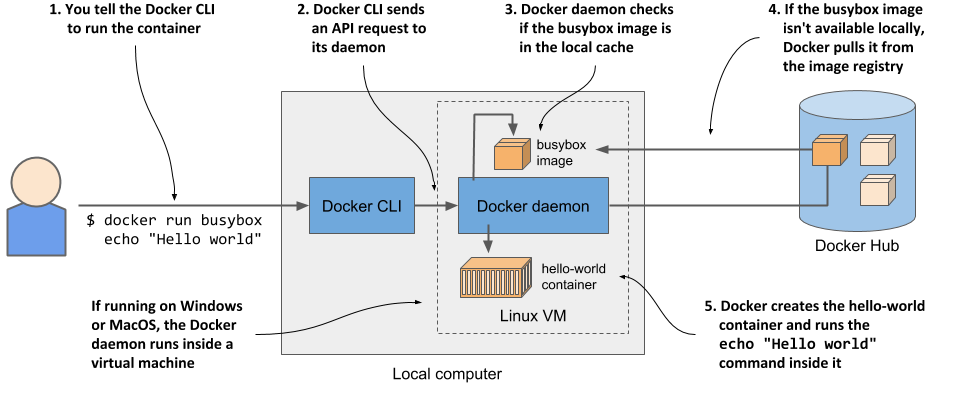 1. You tell the Docker CLI
to run the container
2. Docker CLI sends
an API request to
its daemon
3. Docker daemon checks
if the busybox image is
in the local cache
4. If the busybox image
isn't available locally,
Docker pulls it from
the image registry
busybox
image
Docker CLI
Docker daemon
$ docker run busybox
echo "Hello world"
Docker Hub
hello-world
container
Linux VM
If running on Windows
or MacOS, the Docker
daemon runs inside a
virtual machine
5. Docker creates the hello-world
container and runs the
echo "Hello world"
command inside it
Local computer